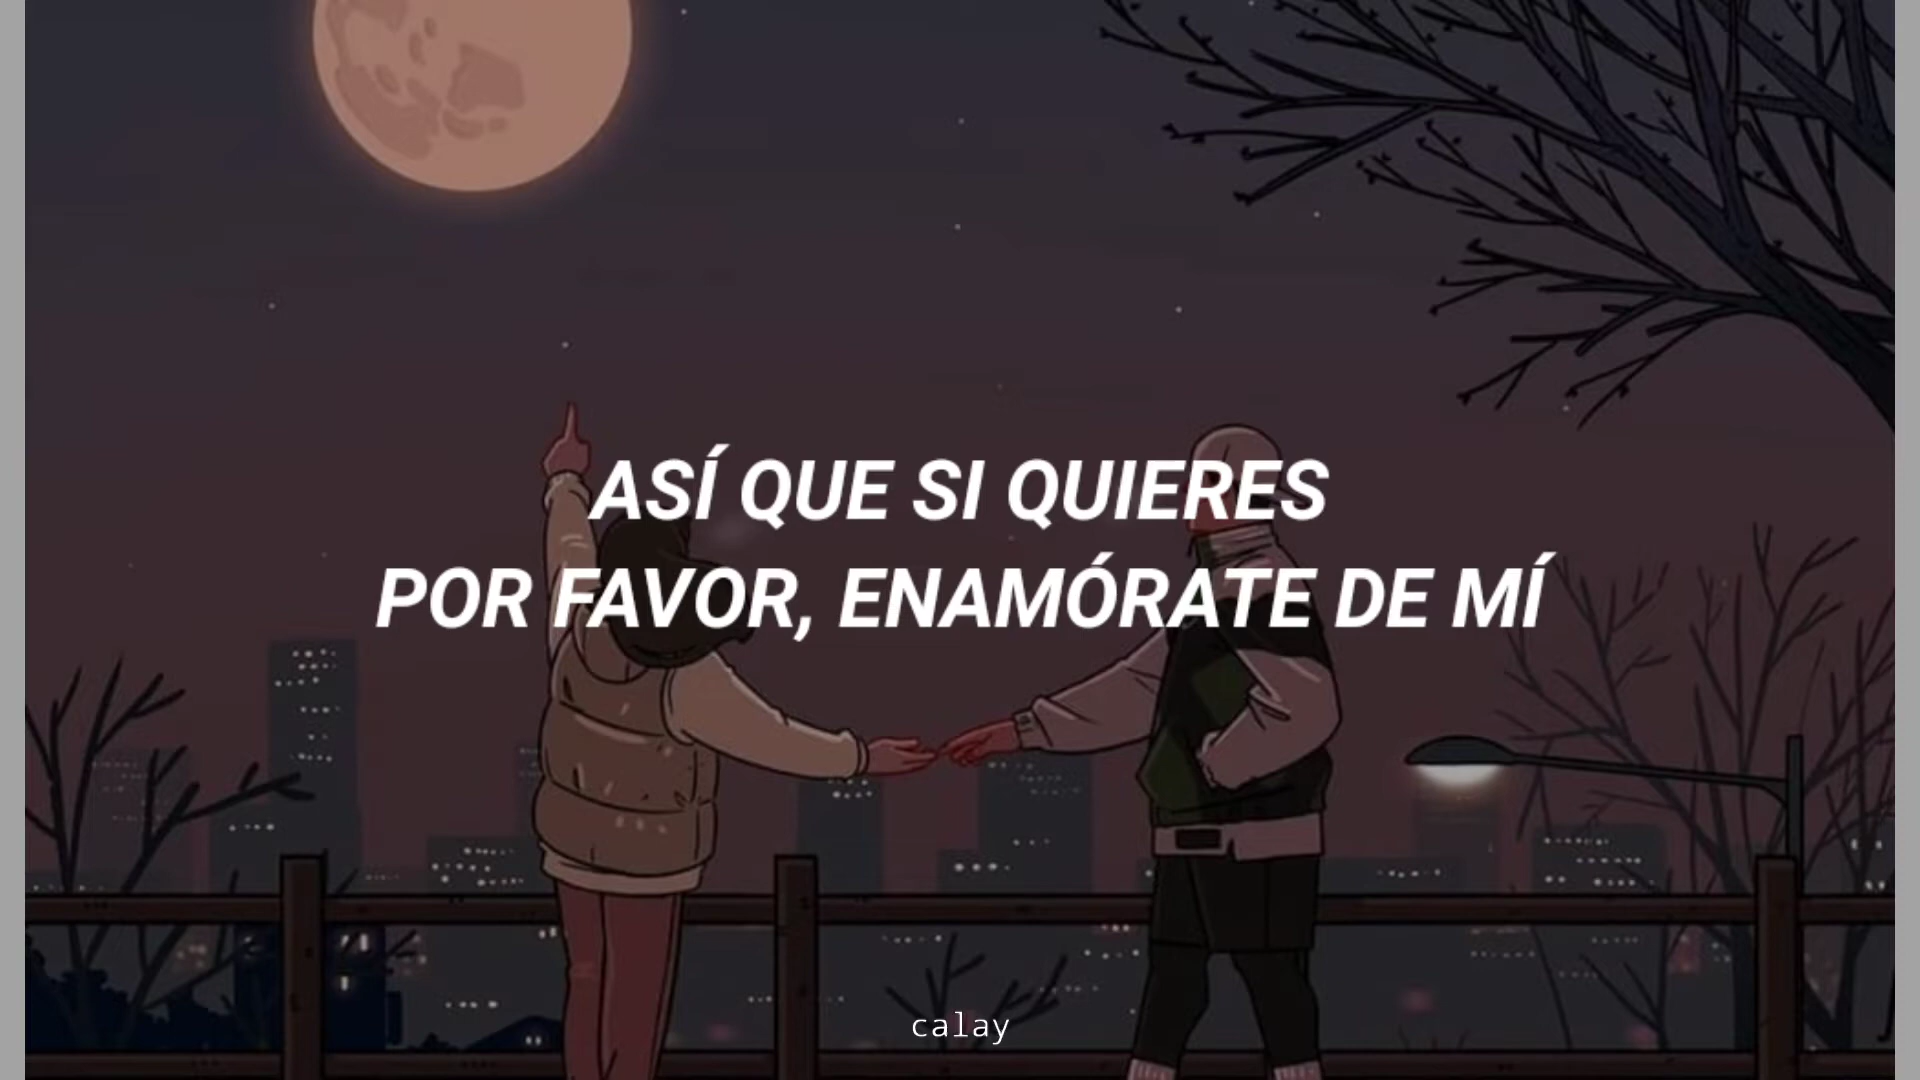 ASÍ QUE SI QUIERES
POR FAVOR, ENAMÓRATE DE MÍ
calay